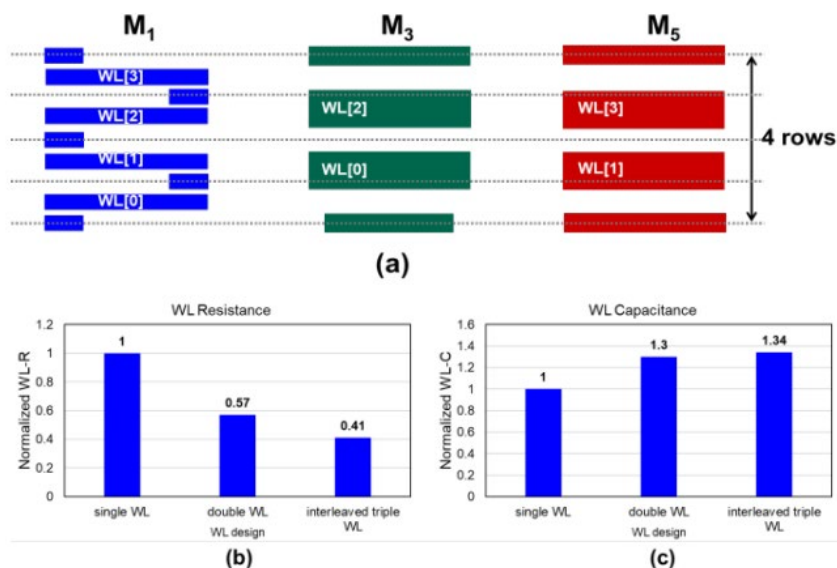 M1 M3 M5
WL[3]
WL[2] WL[2] WL[3]
4 rows
WL[1] WL[0] WL[1]
WL[0]
(a)
WL Resistance
Normalized WL-R
1.2
1
0.8
0.6
0.4
0.2
0
1
0.57
0.41
single WL double WL interleaved triple
WL
WL design
(b)
WL Capacitance
Normalized WL-C
1.6
1.4
1.2
1
0.8
0.6
0.4
0.2
0
1
1.3
1.34
single WL double WL interleaved triple
WL
WL design
(c)